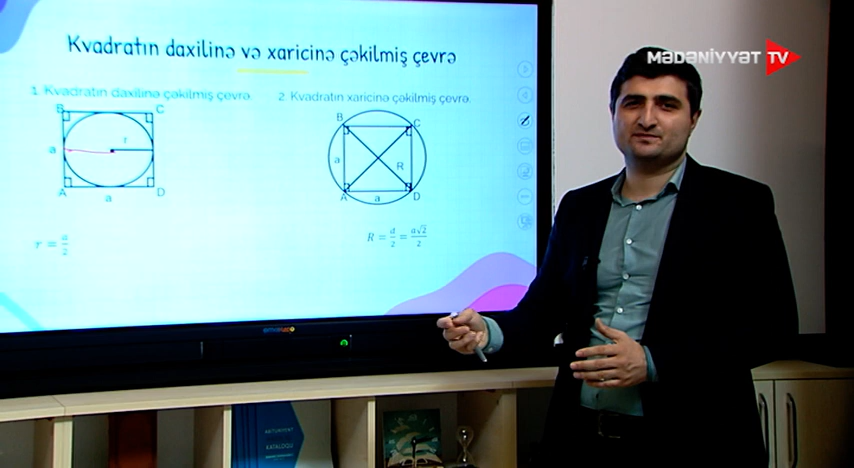 MƏDƏNİYYƏT TV
Kvadratın daxilinə və xaricinə çəkilmiş çevrə
1. Kvadratın daxilinə çəkilmiş çevrə.
2. Kvadratın xaricinə çəkilmiş çevrə.
B C
r
a
A D
a
B C
a R
A a D
r = a/2
R = d/2 = a√2/2
KATALOQU